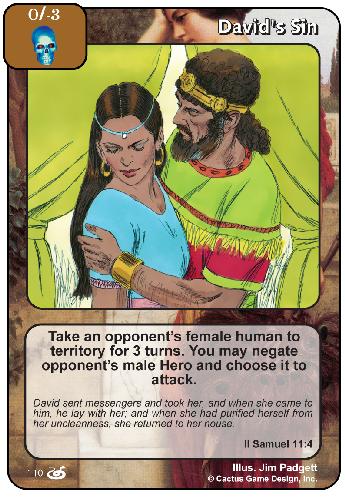 0/-3
David's Sin
Take an opponent's female human to
territory for 3 turns. You may negate
opponent's male Hero and choose it to
attack.
David sent messengers and took her, and when she came to
him, he lay with her; and when she had purified herself from
her uncleanness, she returned to her house.
II Samuel 11:4
Illus. Jim Padgett
© Cactus Game Design, Inc.